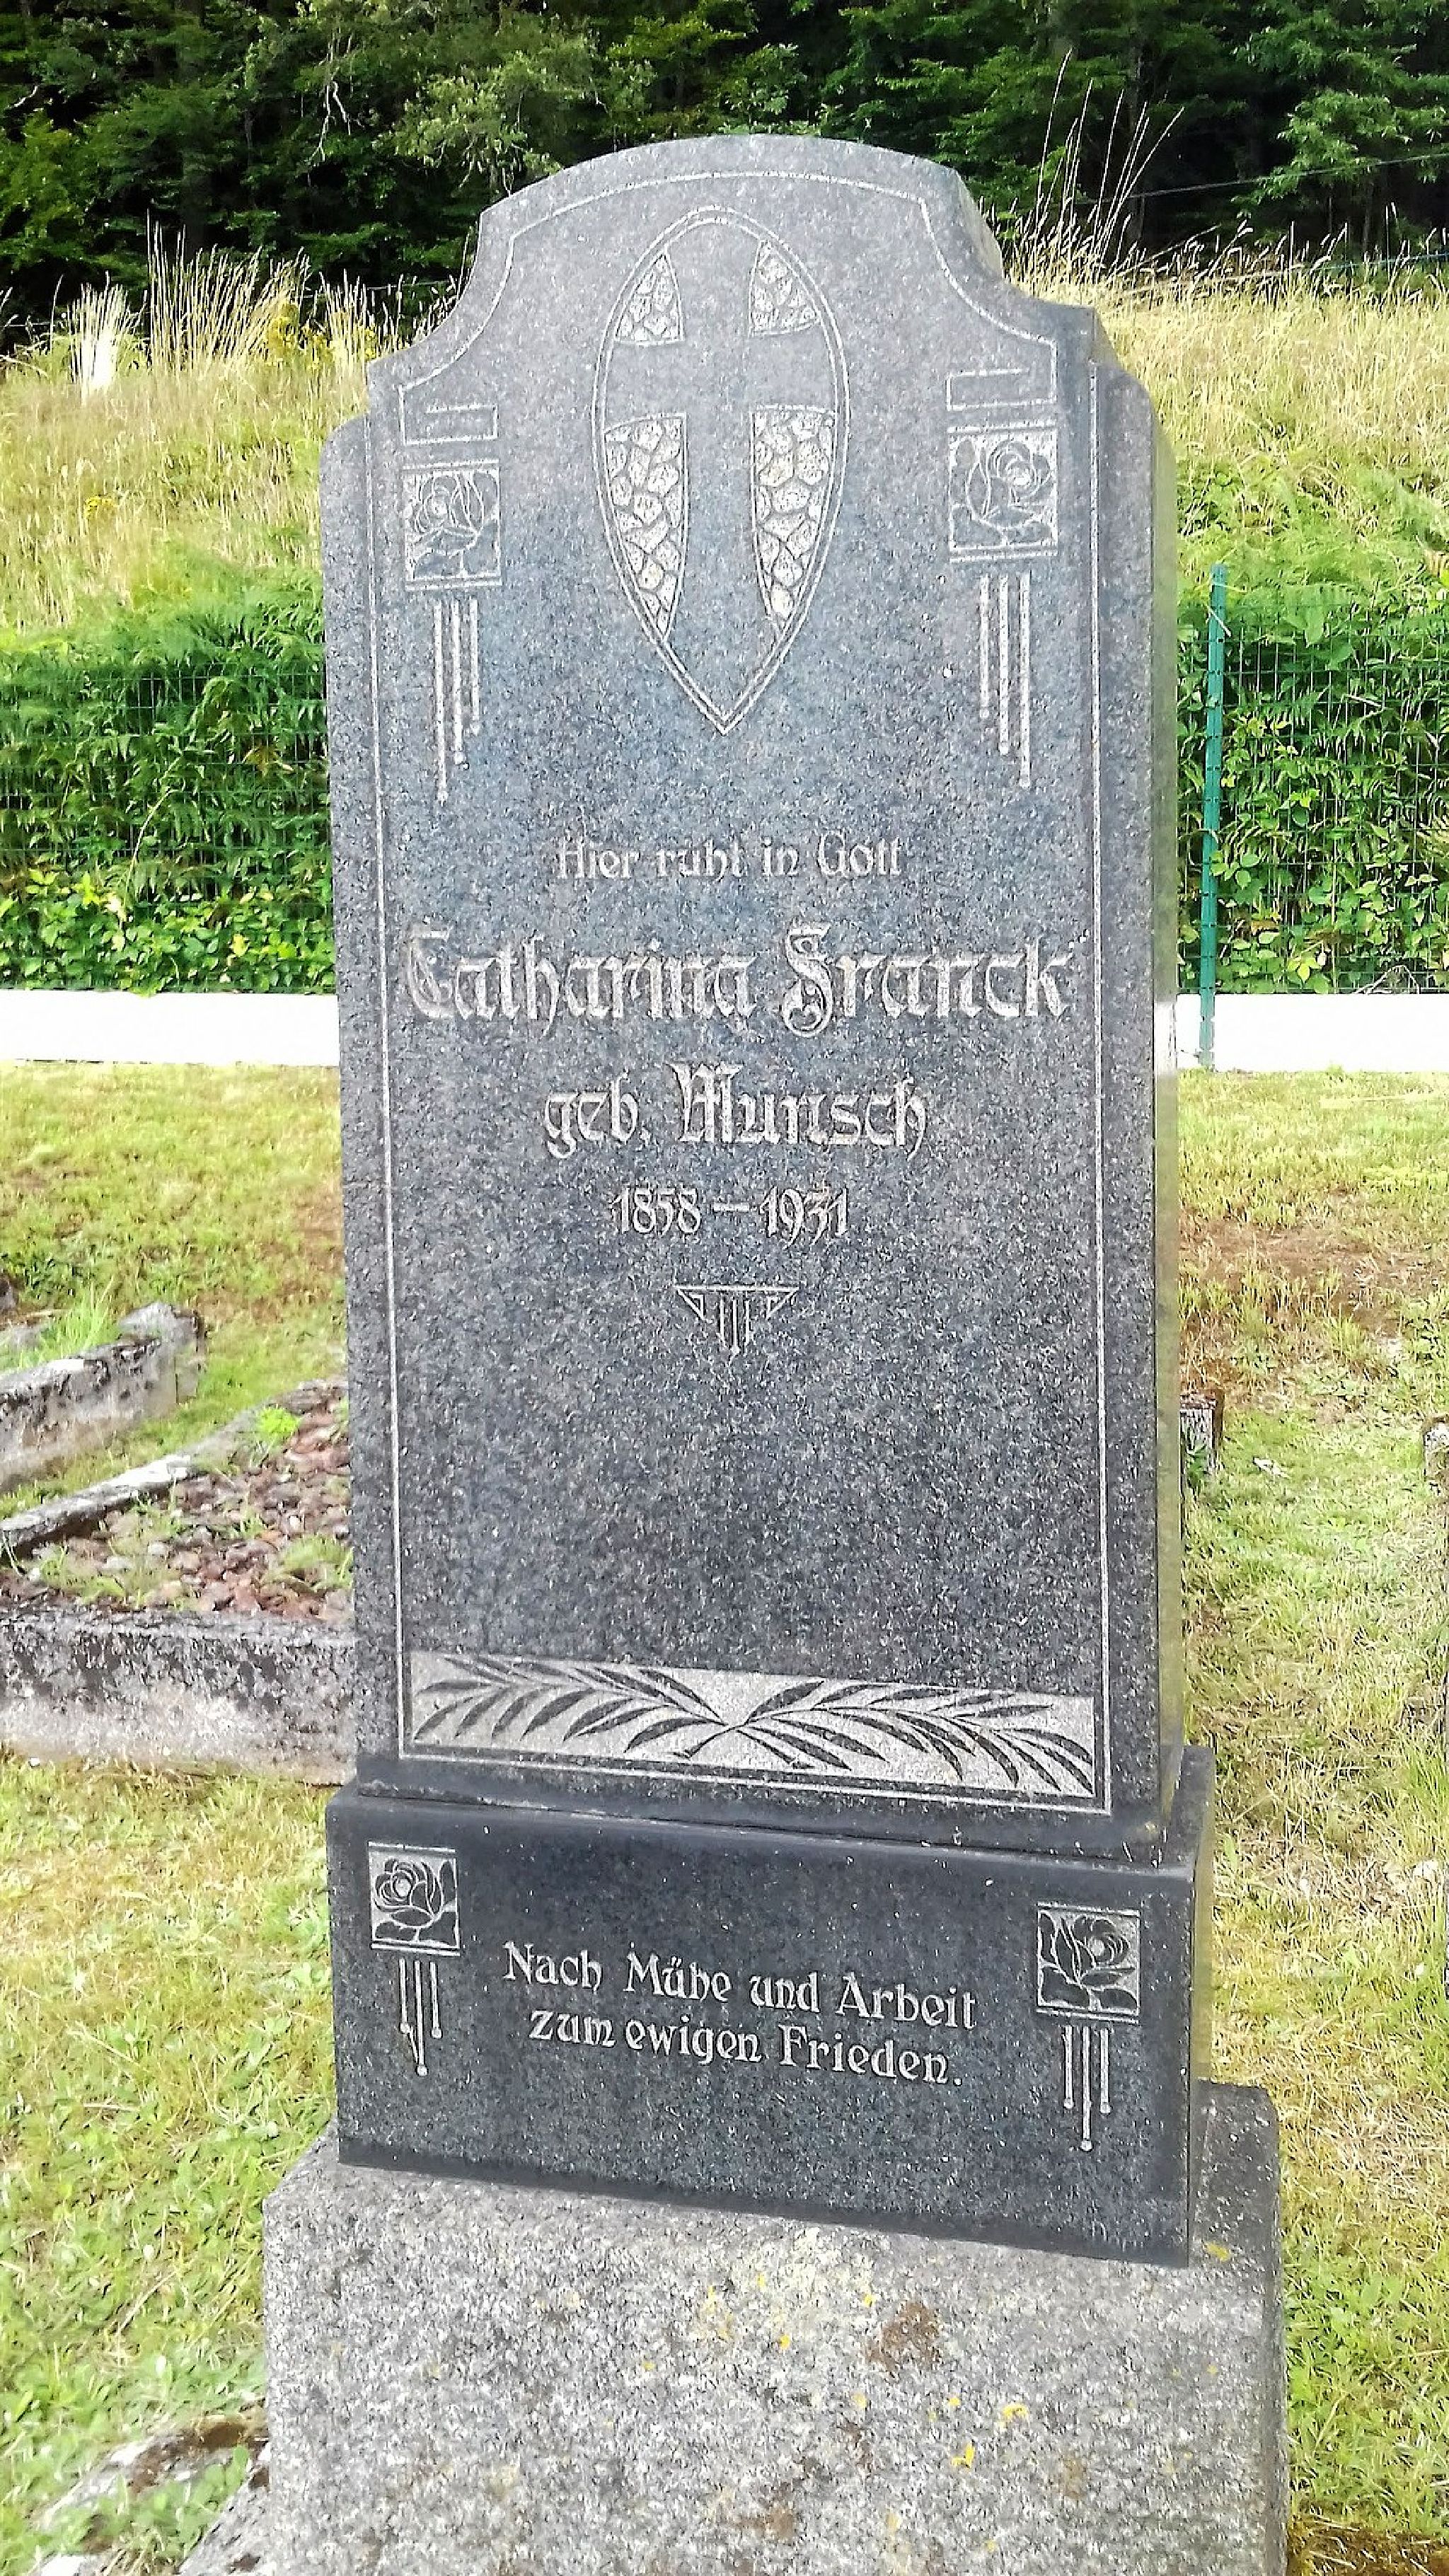 Hier ruht in Gott
Catharina Franck
geb. Munsch
1858 – 1931
Nach Mühe und Arbeit
zum ewigen Frieden.